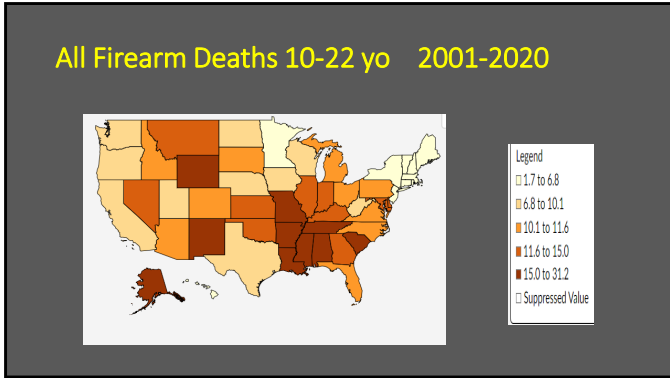 All Firearm Deaths 10-22 yo 2001-2020
Legend
1.7 to 6.8
6.8 to 10.1
10.1 to 11.6
11.6 to 15.0
15.0 to 31.2
Suppressed Value